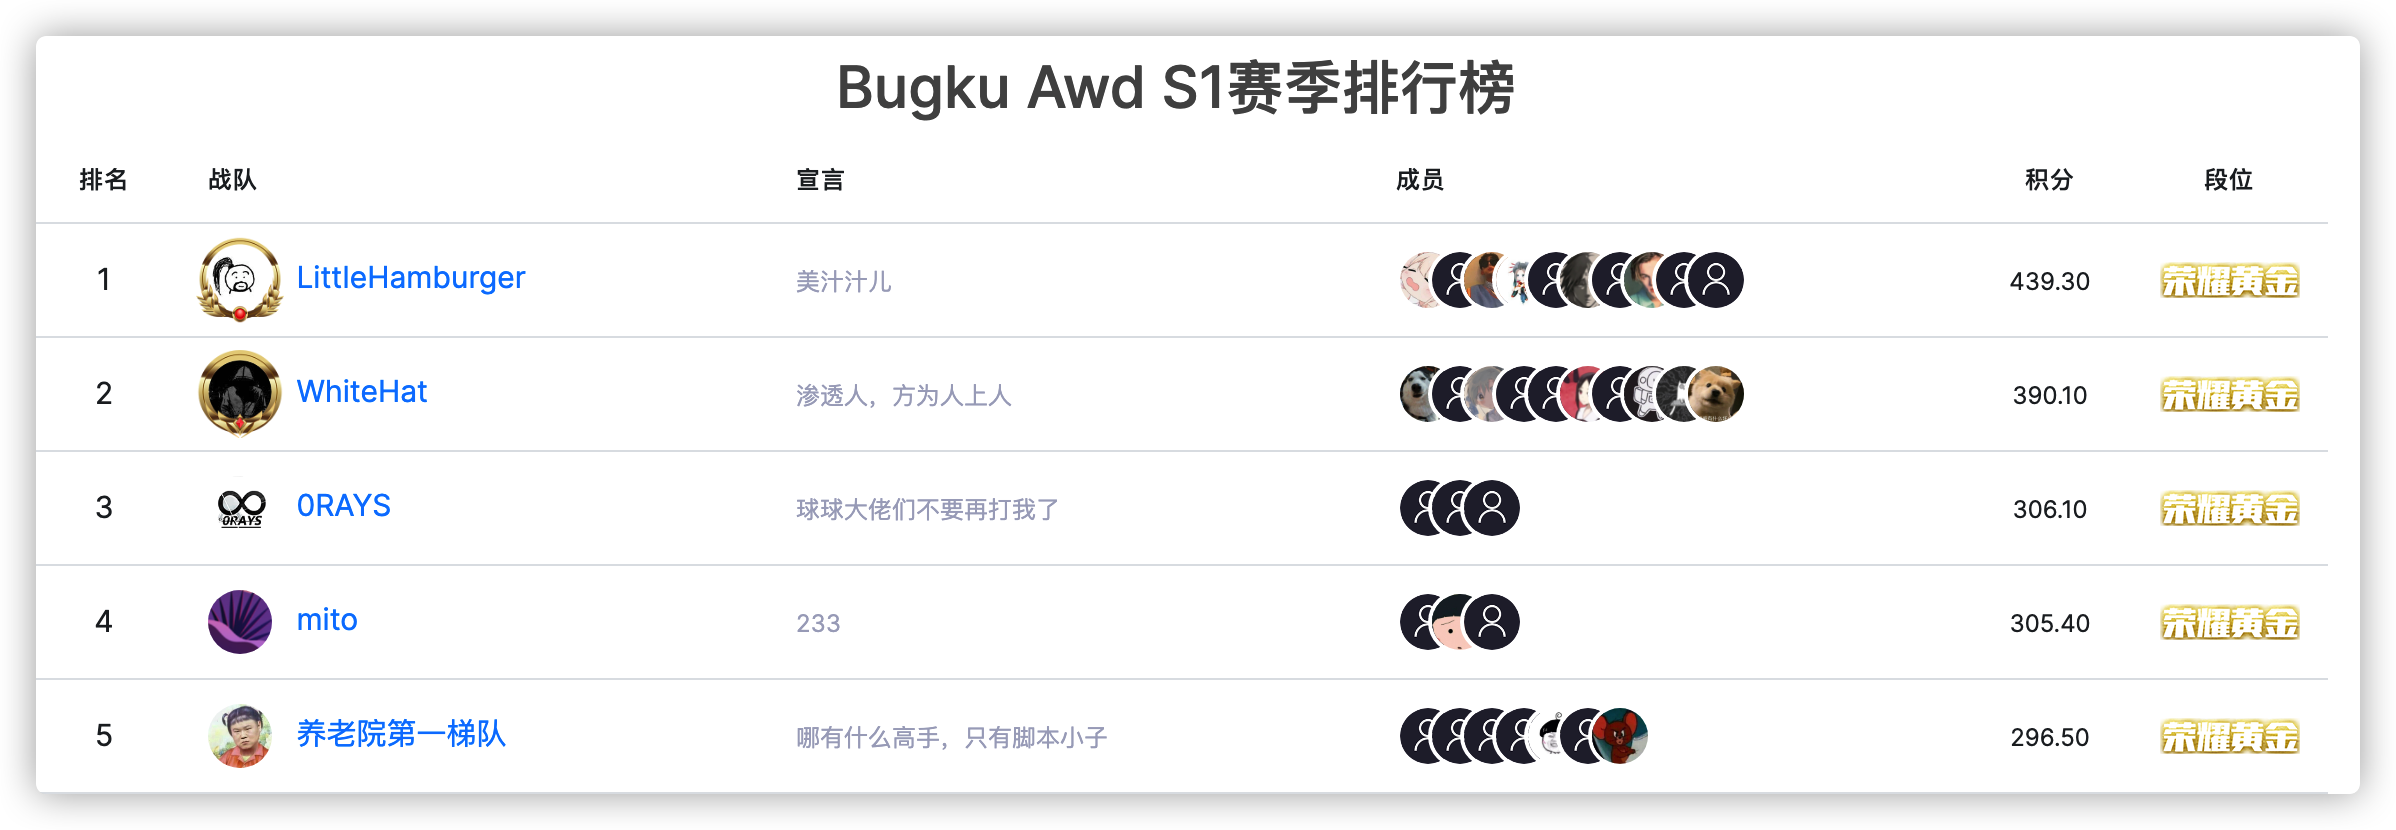 Bugku Awd S1赛季排行榜
排名 战队 宣言 成员 积分 段位
1 LittleHamburger 美汁汁儿 439.30 荣耀黄金
2 WhiteHat 渗透人，方为人上人 390.10 荣耀黄金
3 0RAYS 0RAYS 球球大佬们不要再打我了 306.10 荣耀黄金
4 mito 233 305.40 荣耀黄金
5 养老院第一梯队 哪有什么高手，只有脚本小子 296.50 荣耀黄金